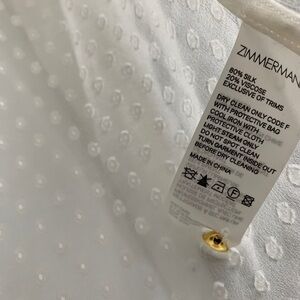 ZIMMERMAN
80% SILK
20% VISCOSE
EXCLUSIVE OF TRIMS
DRY CLEAN ONLY CODE F
WITH PROTECTIVE BAG
COOL IRON WITH
PROTECTIVE CLOTH
LIGHT STEAM ONLY
DO NOT SPOT CLEAN
TURN GARMENT INSIDE OUT
BEFORE DRY CLEANING
MADE IN CHINA
F